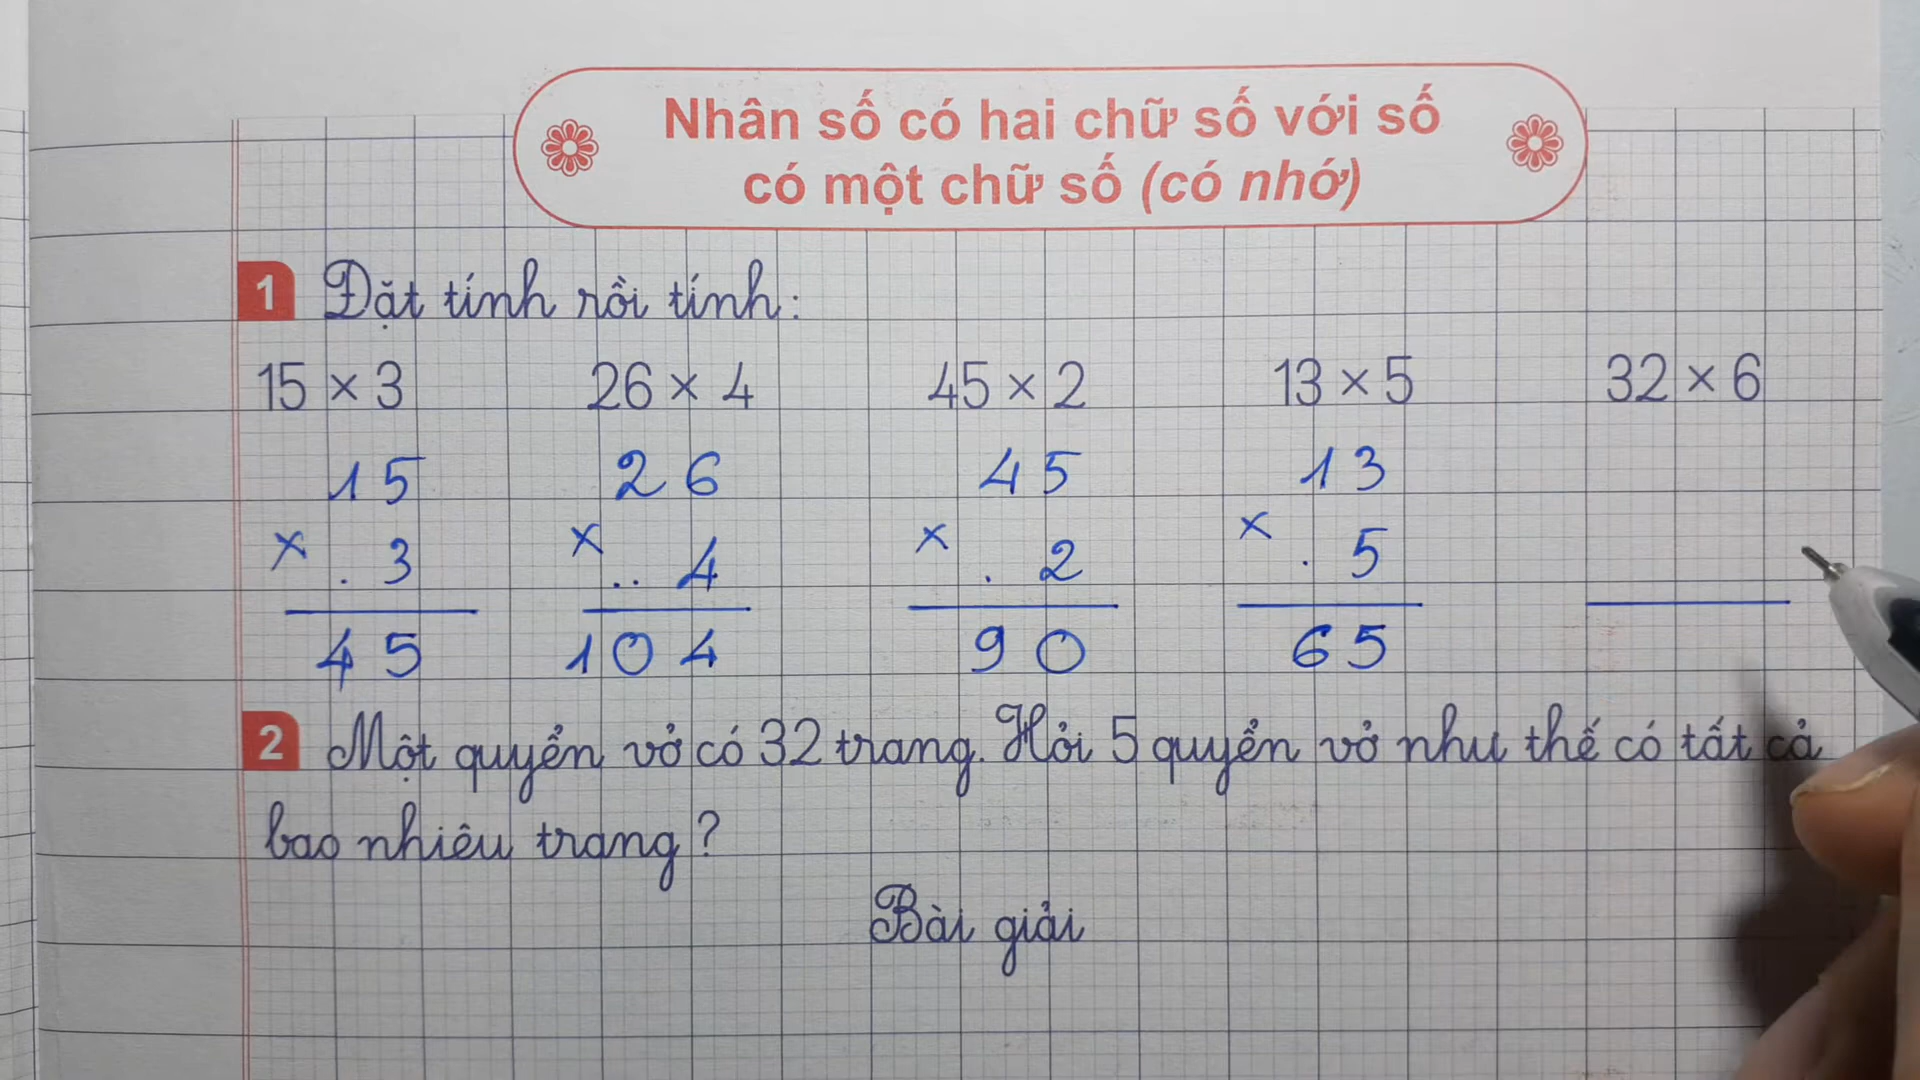 Nhân số có hai chữ số với số
có một chữ số (có nhớ)
1 Đặt tính rồi tính:
15 × 3 26 × 4 45 × 2 13 × 5 32 × 6
15 26 45 13
× . 3 × .. 4 × . 2 × . 5
45 104 90 65
2 Một quyển vở có 32 trang. Hỏi 5 quyển vở như thế có tất cả
bao nhiêu trang?
Bài giải